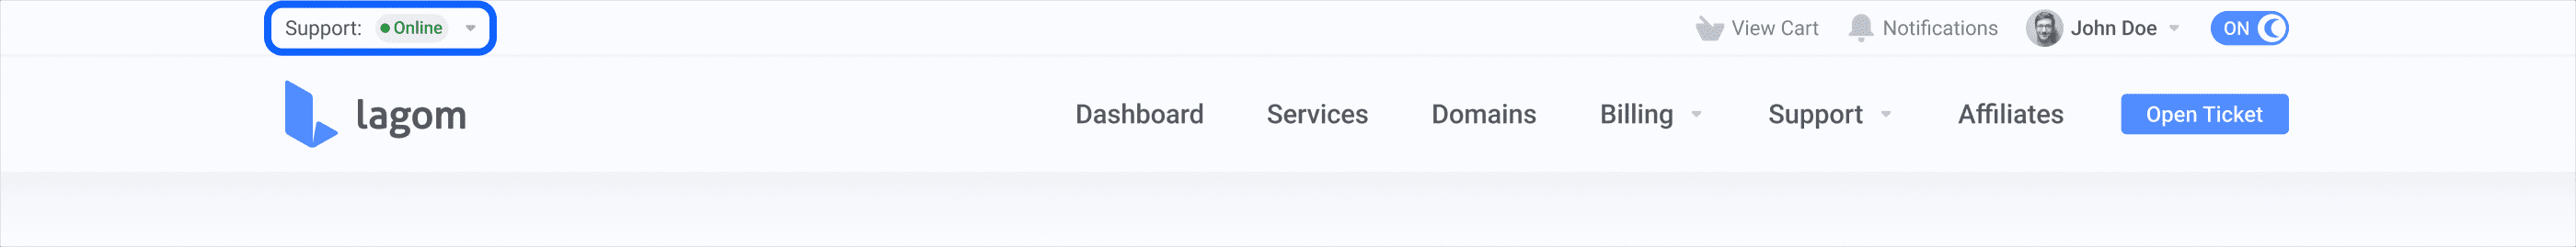 Support: Online View Cart Notifications John Doe ON
lagom Dashboard Services Domains Billing Support Affiliates Open Ticket